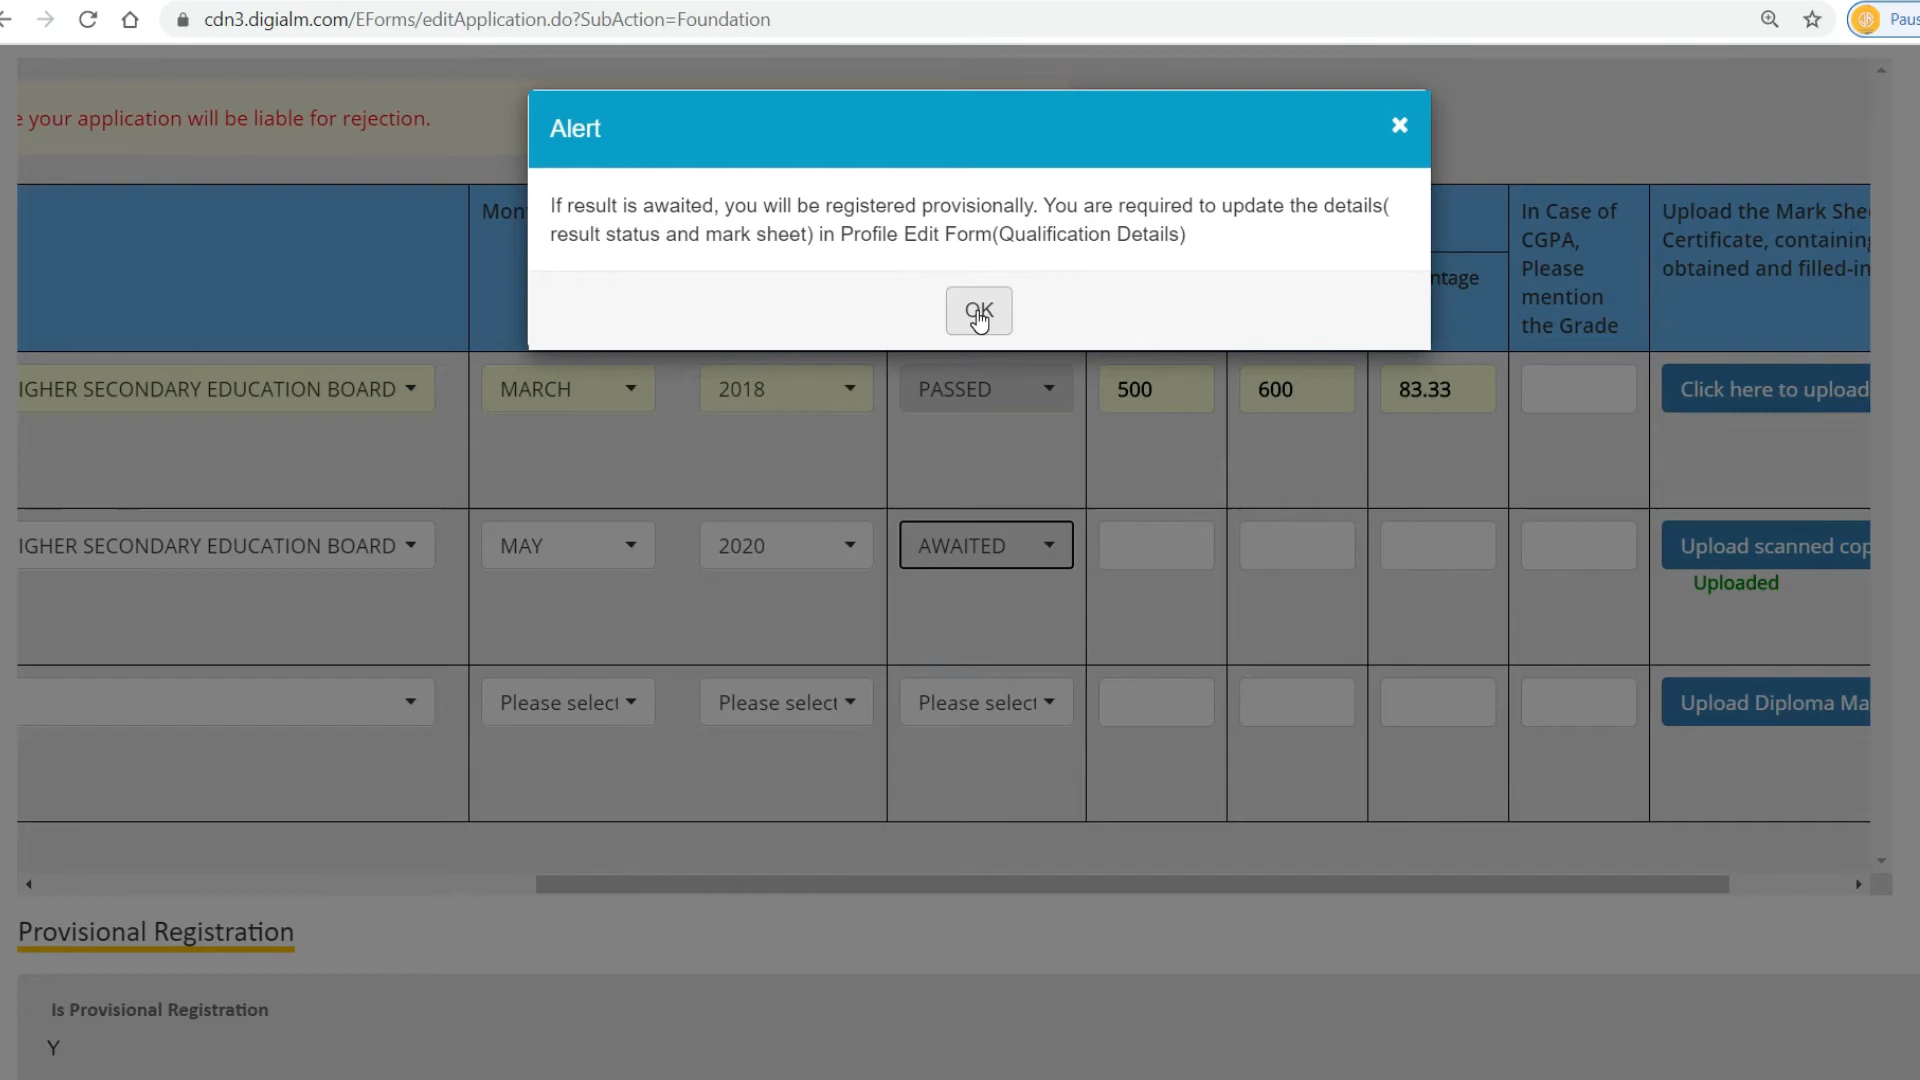 cdn3.digialm.com/EForms/editApplication.do?SubAction=Foundation
Paus
e your application will be liable for rejection.
Alert
If result is awaited, you will be registered provisionally. You are required to update the details(
result status and mark sheet) in Profile Edit Form(Qualification Details)
OK
Mon
ntage
In Case of
CGPA,
Please
mention
the Grade
Upload the Mark She
Certificate, containing
obtained and filled-in
IGHER SECONDARY EDUCATION BOARD
MARCH
2018
PASSED
500
600
83.33
Click here to upload
IGHER SECONDARY EDUCATION BOARD
MAY
2020
AWAITED
Upload scanned cop
Uploaded
Please select
Please select
Please select
Upload Diploma Ma
Provisional Registration
Is Provisional Registration
Y